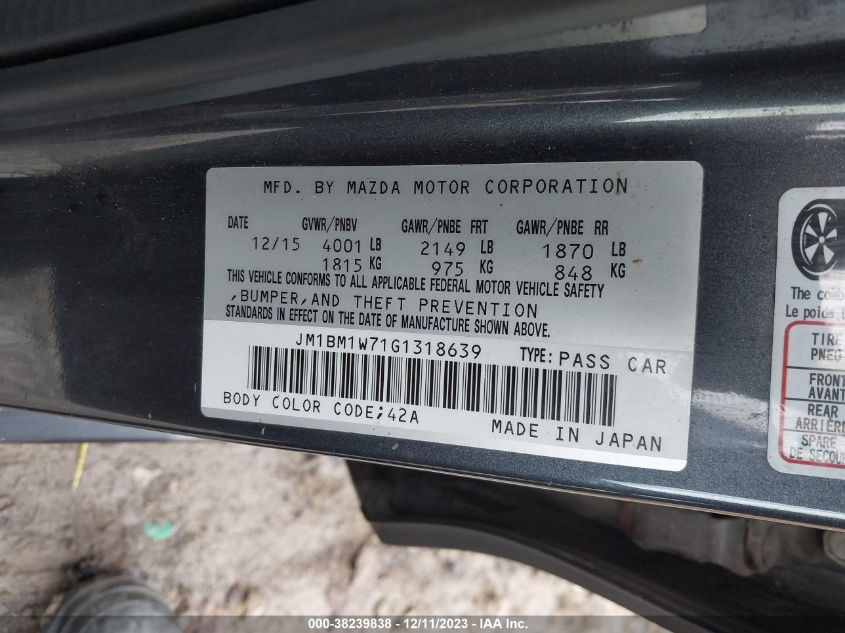 MFD. BY MAZDA MOTOR CORPORATION
DATE GVWR/PNBV GAWR/PNBE FRT GAWR/PNBE RR
12/15 4001 LB 2149 LB 1870 LB
1815 KG 975 KG 848 KG
THIS VEHICLE CONFORMS TO ALL APPLICABLE FEDERAL MOTOR VEHICLE SAFETY
,BUMPER,AND THEFT PREVENTION
STANDARDS IN EFFECT ON THE DATE OF MANUFACTURE SHOWN ABOVE.
JM1BM1W71G1318639 TYPE: PASS CAR
BODY COLOR CODE;42A
MADE IN JAPAN
The
Le poids
TIRE
PNEU
FRONT
AVANT
REAR
ARRIÈRE
SPARE
DE
000-38239838 - 12/11/2023 - IAA Inc.